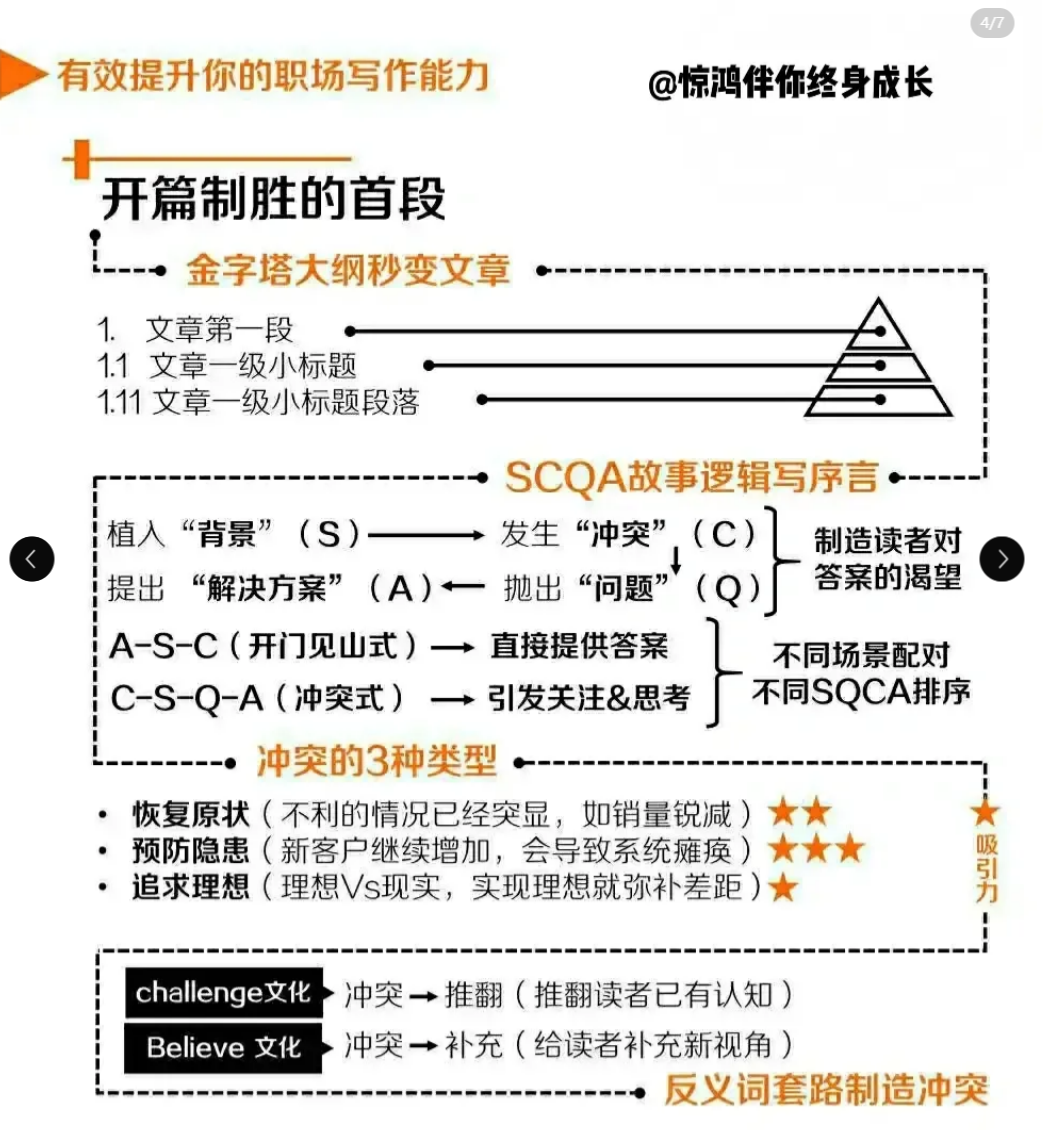 4/7
有效提升你的职场写作能力
@惊鸿伴你终身成长
开篇制胜的首段
金字塔大纲秒变文章
1. 文章第一段
1.1 文章一级小标题
1.11 文章一级小标题段落
SCQA故事逻辑写序言
植入“背景”（S） 发生“冲突”（C）
提出“解决方案”（A） 抛出“问题”（Q）
制造读者对
答案的渴望
A-S-C（开门见山式） 直接提供答案
C-S-Q-A（冲突式） 引发关注&思考
不同场景配对
不同SQCA排序
冲突的3种类型
• 恢复原状（不利的情况已经突显，如销量锐减）
• 预防隐患（新客户继续增加，会导致系统瘫痪）
• 追求理想（理想Vs现实，实现理想就弥补差距）
吸引力
challenge文化 冲突→推翻（推翻读者已有认知）
Believe 文化 冲突→补充（给读者补充新视角）
反义词套路制造冲突